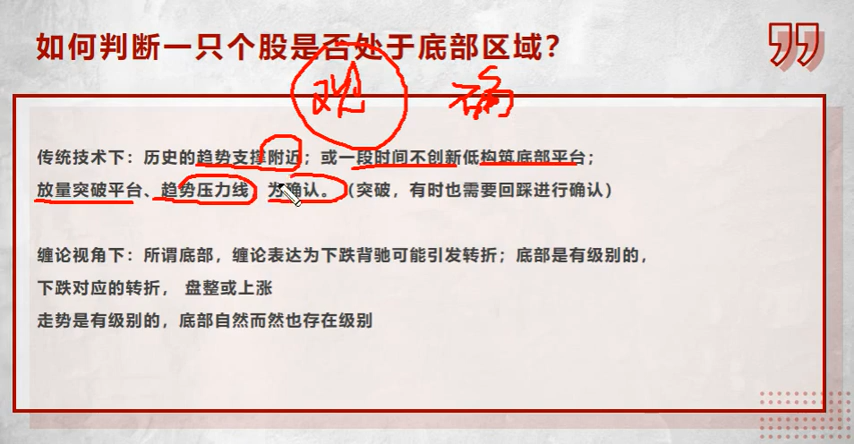 如何判断一只个股是否处于底部区域？
观 确
传统技术下：历史的趋势支撑附近；或一段时间不创新低构筑底部平台；
放量突破平台、趋势压力线，为确认。（突破，有时也需要回踩进行确认）
缠论视角下：所谓底部，缠论表达为下跌背驰可能引发转折；底部是有级别的，
下跌对应的转折， 盘整或上涨
走势是有级别的，底部自然而然也存在级别